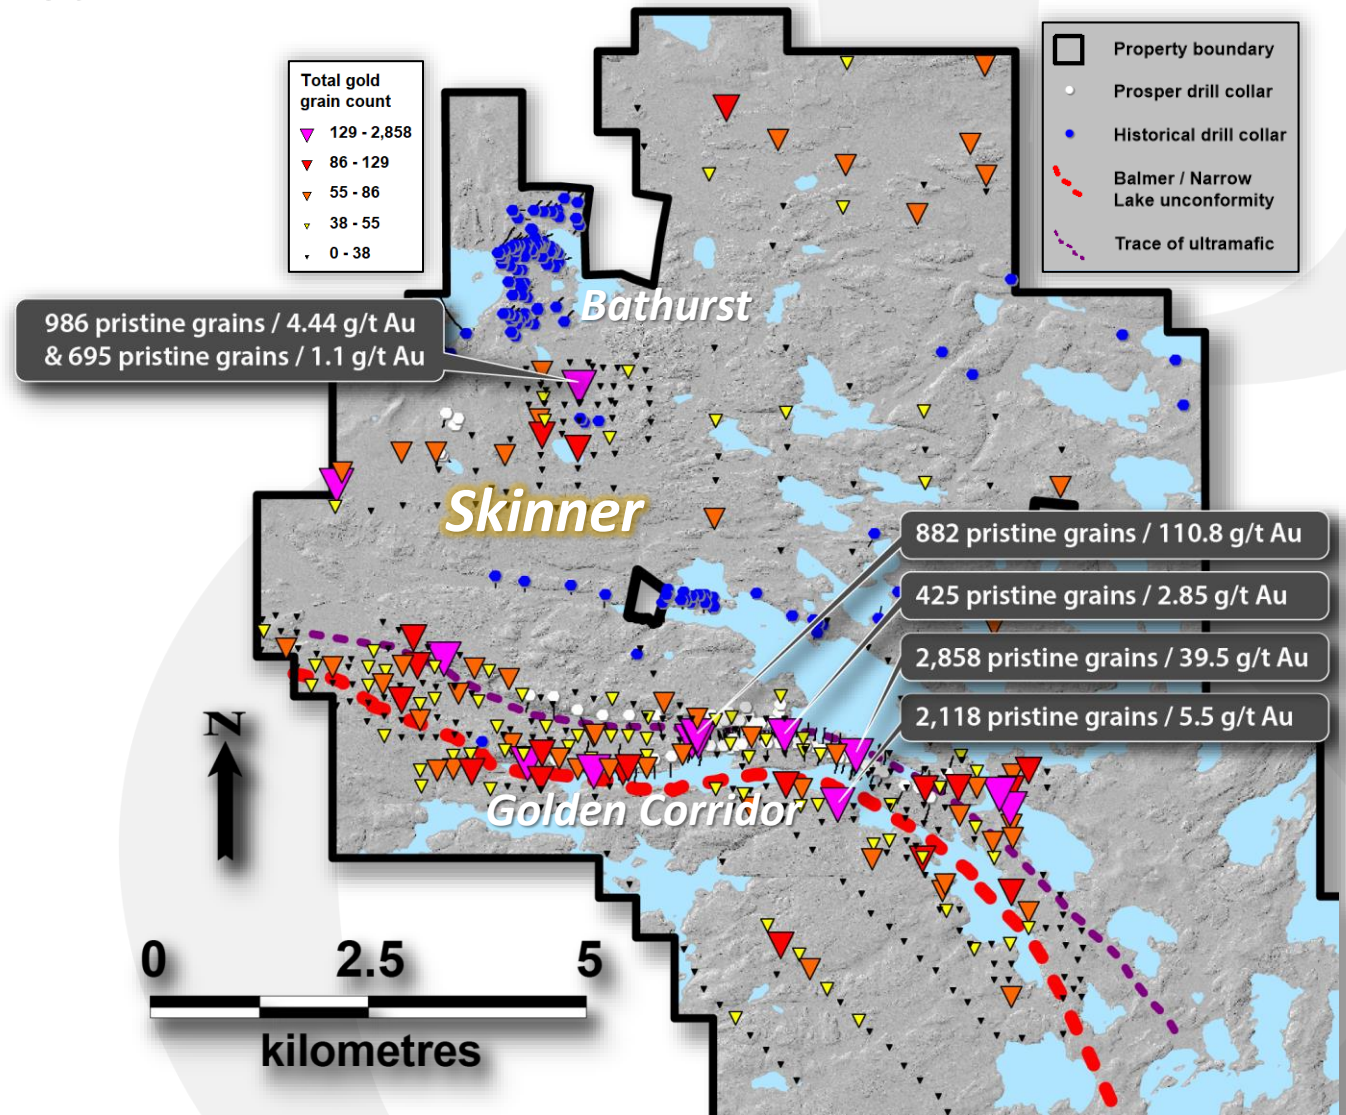 Total gold
grain count
129 - 2,858
86 - 129
55 - 86
38 - 55
0 - 38
Property boundary
Prosper drill collar
Historical drill collar
Balmer / Narrow
Lake unconformity
Trace of ultramafic
Bathurst
986 pristine grains / 4.44 g/t Au
& 695 pristine grains / 1.1 g/t Au
Skinner
882 pristine grains / 110.8 g/t Au
425 pristine grains / 2.85 g/t Au
2,858 pristine grains / 39.5 g/t Au
2,118 pristine grains / 5.5 g/t Au
N
Golden Corridor
0 2.5 5
kilometres